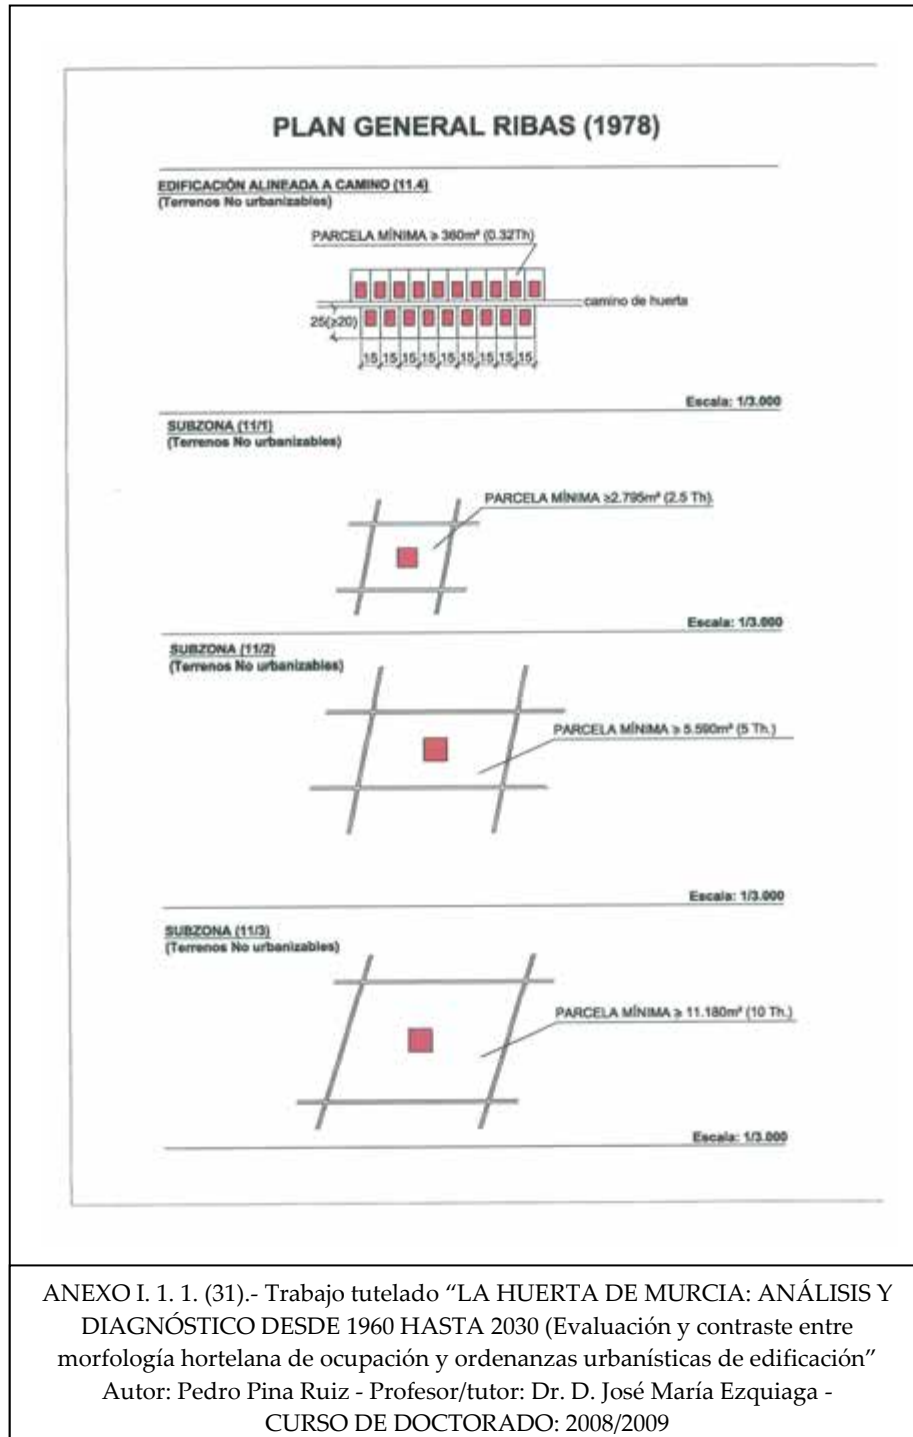 PLAN GENERAL RIBAS (1978)
EDIFICACIÓN ALINEADA A CAMINO (11.4)
(Terrenos No urbanizables)
PARCELA MÍNIMA ≥ 360m² (0.32Th)
camino de huerta
25(≥20)
15 15 15 15 15 15 15 15 15
Escala: 1/3.000
SUBZONA (11/1)
(Terrenos No urbanizables)
PARCELA MÍNIMA ≥2.795m² (2.5 Th).
Escala: 1/3.000
SUBZONA (11/2)
(Terrenos No urbanizables)
PARCELA MÍNIMA ≥ 5.590m² (5 Th.)
Escala: 1/3.000
SUBZONA (11/3)
(Terrenos No urbanizables)
PARCELA MÍNIMA ≥ 11.180m² (10 Th.)
Escala: 1/3.000
ANEXO I. 1. 1. (31).- Trabajo tutelado “LA HUERTA DE MURCIA: ANÁLISIS Y
DIAGNÓSTICO DESDE 1960 HASTA 2030 (Evaluación y contraste entre
morfología hortelana de ocupación y ordenanzas urbanísticas de edificación”
Autor: Pedro Pina Ruiz - Profesor/tutor: Dr. D. José María Ezquiaga -
CURSO DE DOCTORADO: 2008/2009